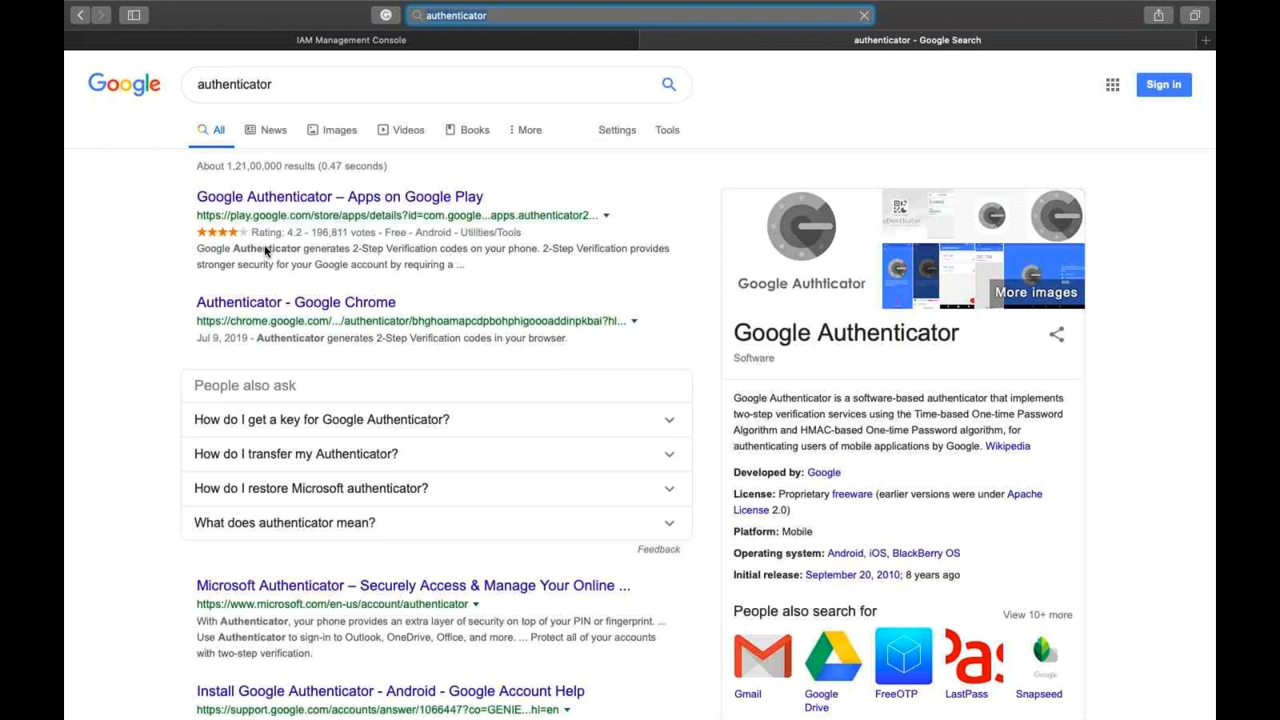 authenticator
IAM Management Console
authenticator - Google Search
Google
authenticator
Sign in
All
News
Images
Videos
Books
More
Settings
Tools
About 1,21,00,000 results (0.47 seconds)
Google Authenticator – Apps on Google Play
https://play.google.com/store/apps/details?id=com.google...apps.authenticator2...
Rating: 4.2 - 196,811 votes - Free - Android - Utilities/Tools
Google Authenticator generates 2-Step Verification codes on your phone. 2-Step Verification provides
stronger security for your Google account by requiring a ...
Authenticator - Google Chrome
https://chrome.google.com/.../authenticator/bhghoamapcdpbohphigoooaddinpkbai?hl...
Jul 9, 2019 - Authenticator generates 2-Step Verification codes in your browser.
People also ask
How do I get a key for Google Authenticator?
How do I transfer my Authenticator?
How do I restore Microsoft authenticator?
What does authenticator mean?
Feedback
Microsoft Authenticator – Securely Access & Manage Your Online ...
https://www.microsoft.com/en-us/account/authenticator
With Authenticator, your phone provides an extra layer of security on top of your PIN or fingerprint. ...
Use Authenticator to sign-in to Outlook, OneDrive, Office, and more. ... Protect all of your accounts
with two-step verification.
Install Google Authenticator - Android - Google Account Help
https://support.google.com/accounts/answer/1066447?co=GENIE...hl=en
Google Authticator
More images
Google Authenticator
Software
Google Authenticator is a software-based authenticator that implements
two-step verification services using the Time-based One-time Password
Algorithm and HMAC-based One-time Password algorithm, for
authenticating users of mobile applications by Google. Wikipedia
Developed by: Google
License: Proprietary freeware (earlier versions were under Apache
License 2.0)
Platform: Mobile
Operating system: Android, iOS, BlackBerry OS
Initial release: September 20, 2010; 8 years ago
People also search for
View 10+ more
Pas
Google
Gmail
Google
Drive
FreeOTP
LastPass
Snapseed